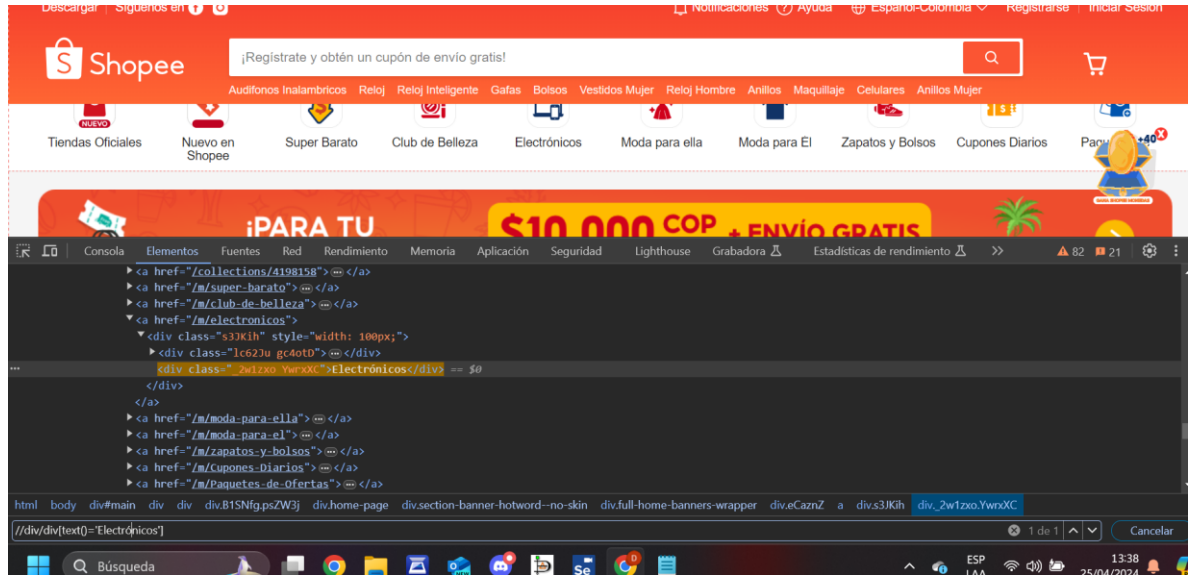 Descargar Síguenos en Notificaciones Ayuda Español-Colombia Registrarse Iniciar Sesión
Shopee
¡Regístrate y obtén un cupón de envío gratis!
Audifonos Inalambricos Reloj Reloj Inteligente Gafas Bolsos Vestidos Mujer Reloj Hombre Anillos Maquillaje Celulares Anillos Mujer
NUEVO
Tiendas Oficiales Nuevo en Shopee Super Barato Club de Belleza Electrónicos Moda para ella Moda para Él Zapatos y Bolsos Cupones Diarios
+40
¡PARA TU $10.000 COP + ENVÍO GRATIS
Consola Elementos Fuentes Red Rendimiento Memoria Aplicación Seguridad Lighthouse Grabadora Estadísticas de rendimiento 82 21
<a href="/collections/4198158">…</a>
<a href="/m/super-barato">…</a>
<a href="/m/club-de-belleza">…</a>
<a href="/m/electronicos">
<div class="s3JKih" style="width: 100px;">
<div class="lc62Ju gc4otD">…</div>
<div class="_2w1zxo YwrxXC">Electrónicos</div> == $0
</div>
</a>
<a href="/m/moda-para-ella">…</a>
<a href="/m/moda-para-el">…</a>
<a href="/m/zapatos-y-bolsos">…</a>
<a href="/m/Cupones-Diarios">…</a>
<a href="/m/Paquetes-de-Ofertas">…</a>
html body div#main div div div.B1SNfg.psZW3j div.home-page div.section-banner-hotword--no-skin div.full-home-banners-wrapper div.eCaznZ a div.s3JKih div._2w1zxo.YwrxXC
//div/div[text()='Electrónicos'] 1 de 1 Cancelar
Búsqueda ESP 13:38
LAA 25/04/2024